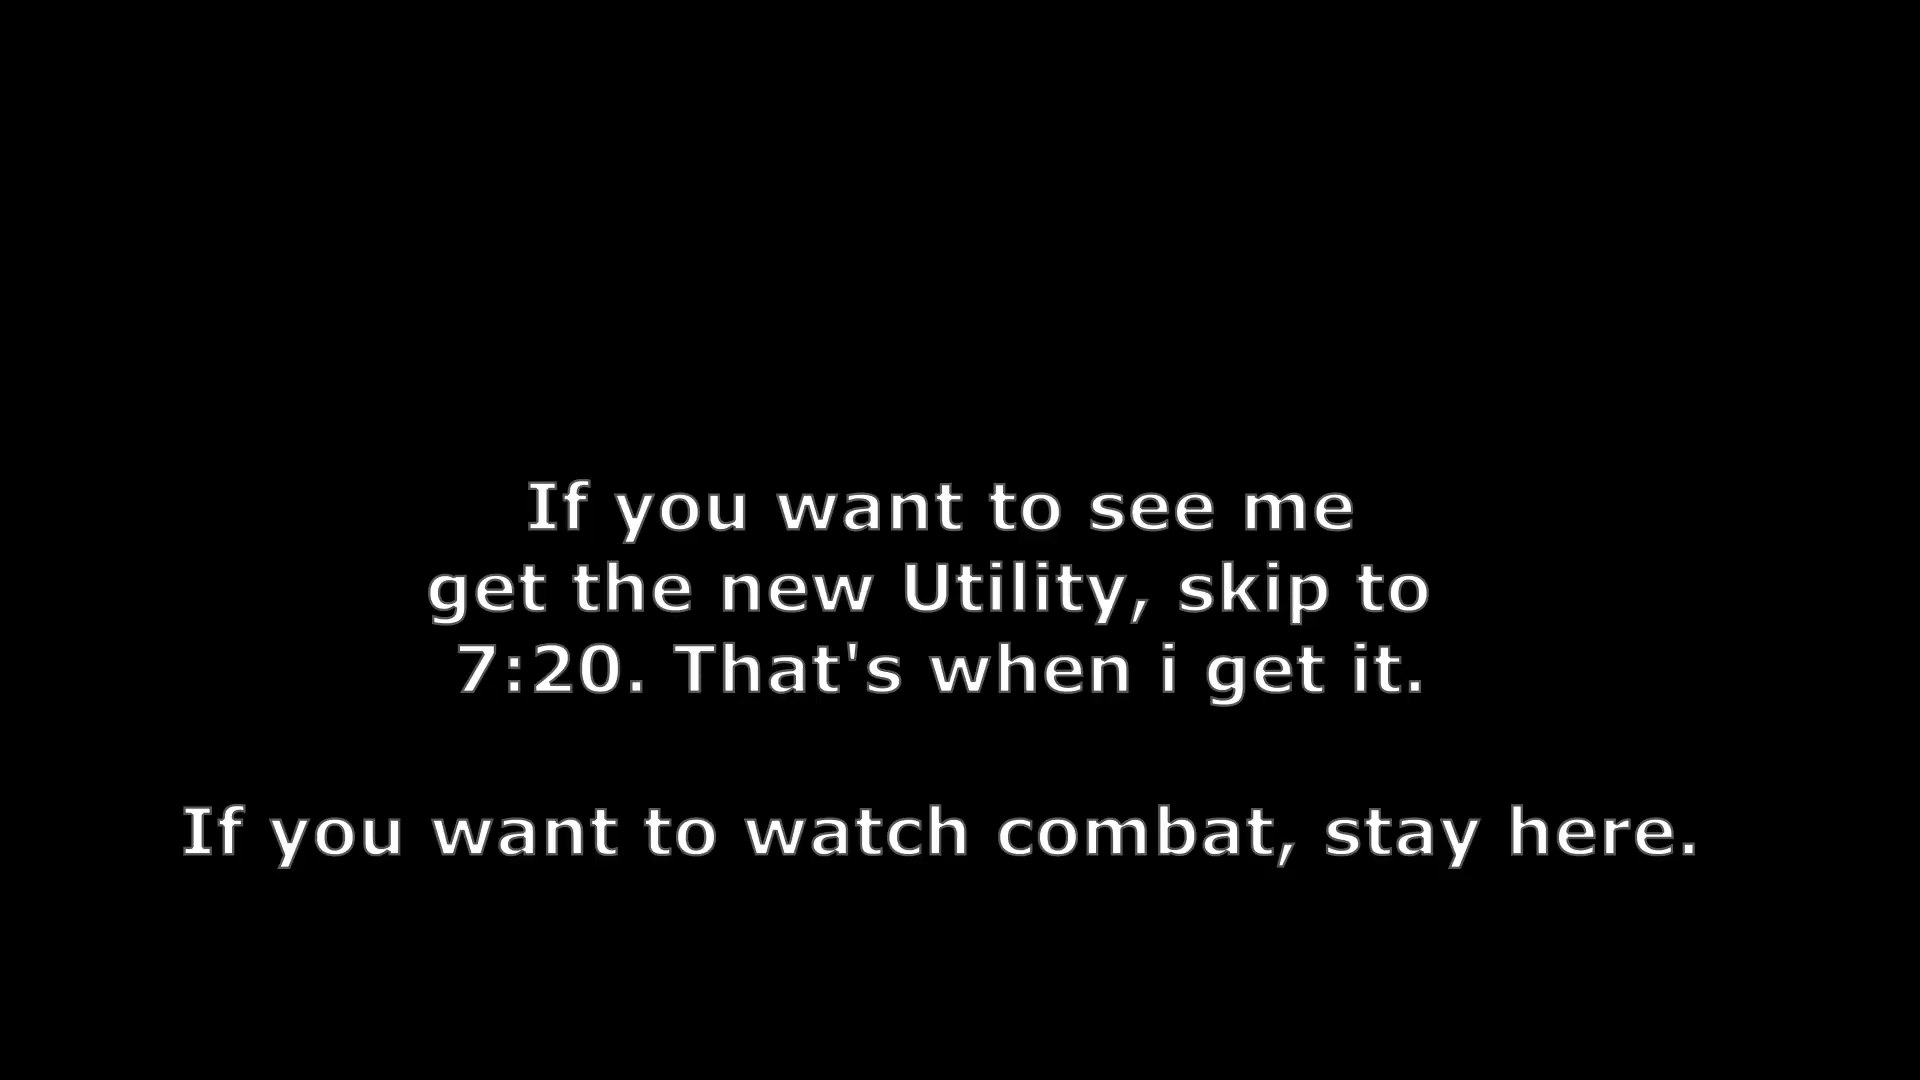 If you want to see me
get the new Utility, skip to
7:20. That's when i get it.
If you want to watch combat, stay here.